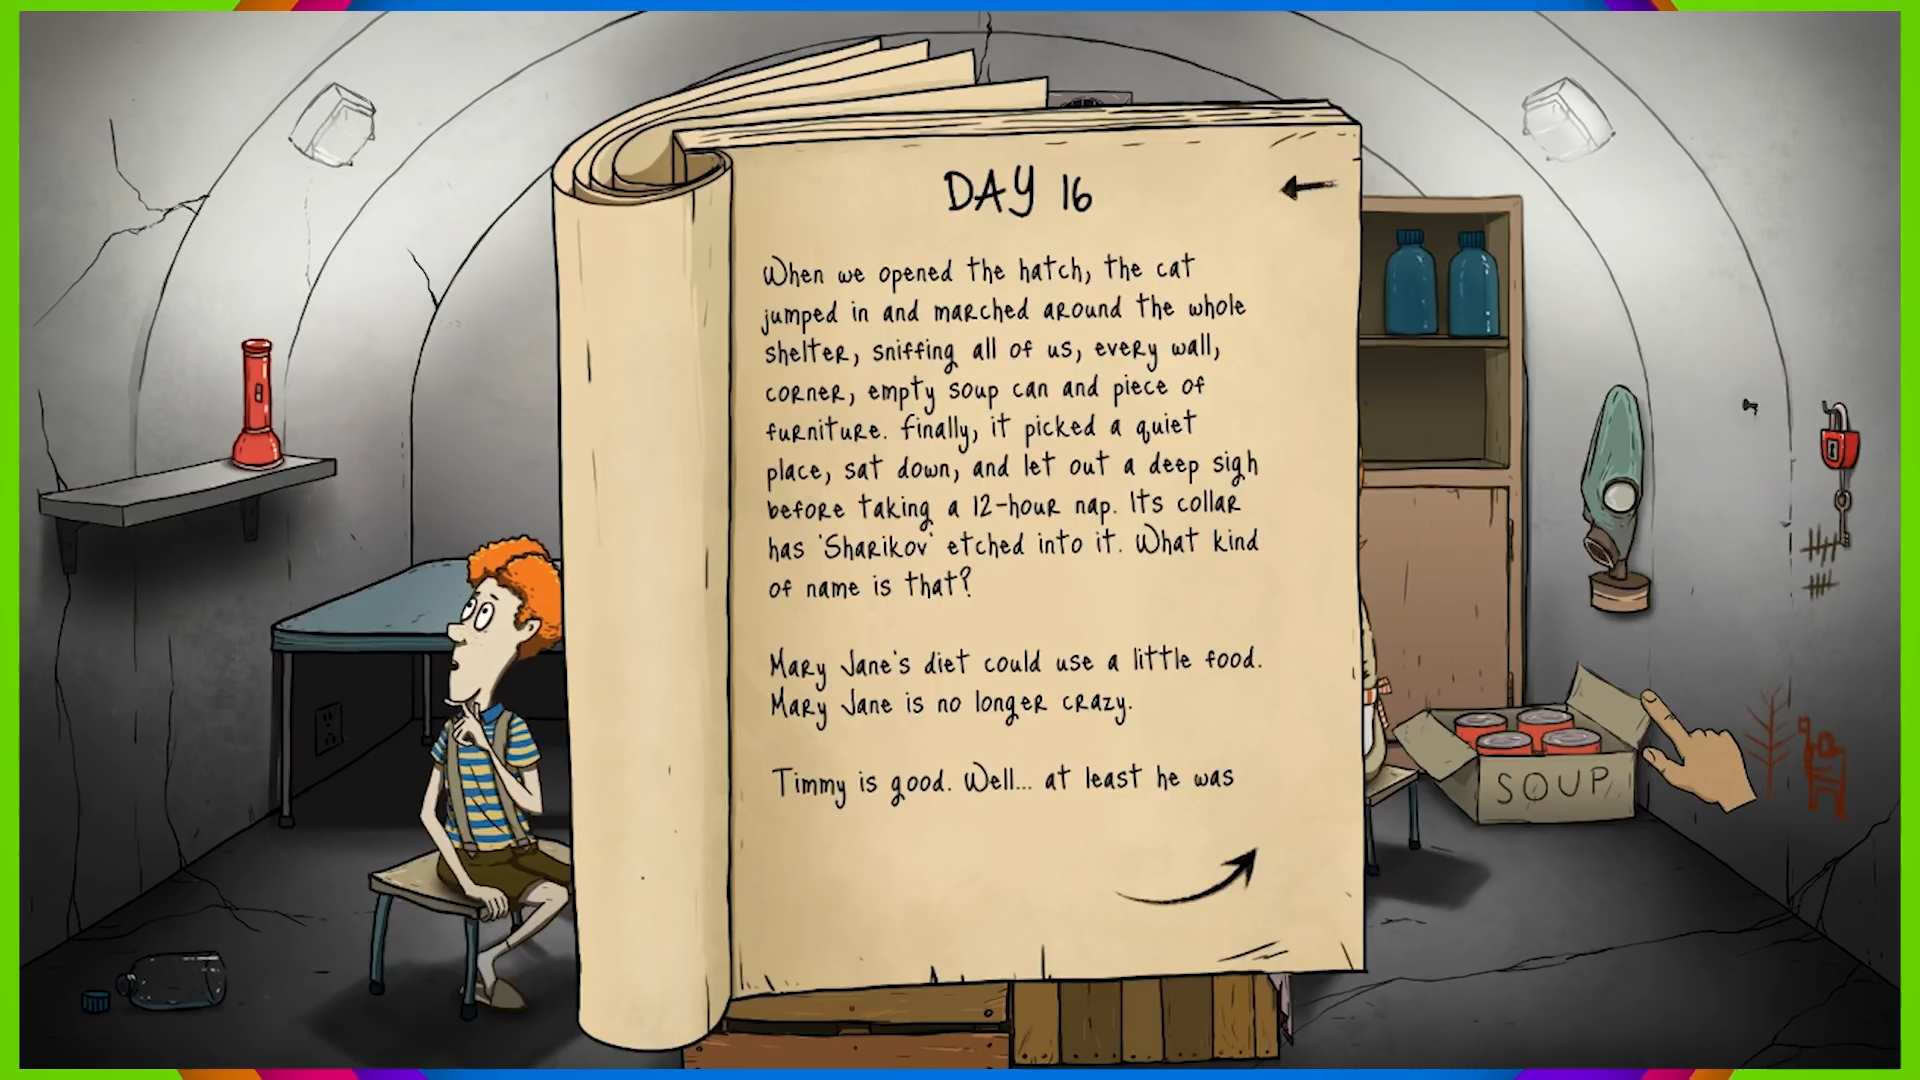 DAY 16
When we opened the hatch, the cat
jumped in and marched around the whole
shelter, sniffing all of us, every wall,
corner, empty soup can and piece of
furniture. Finally, it picked a quiet
place, sat down, and let out a deep sigh
before taking a 12-hour nap. Its collar
has 'Sharikov' etched into it. What kind
of name is that?
Mary Jane's diet could use a little food.
Mary Jane is no longer crazy.
Timmy is good. Well... at least he was
SOUP